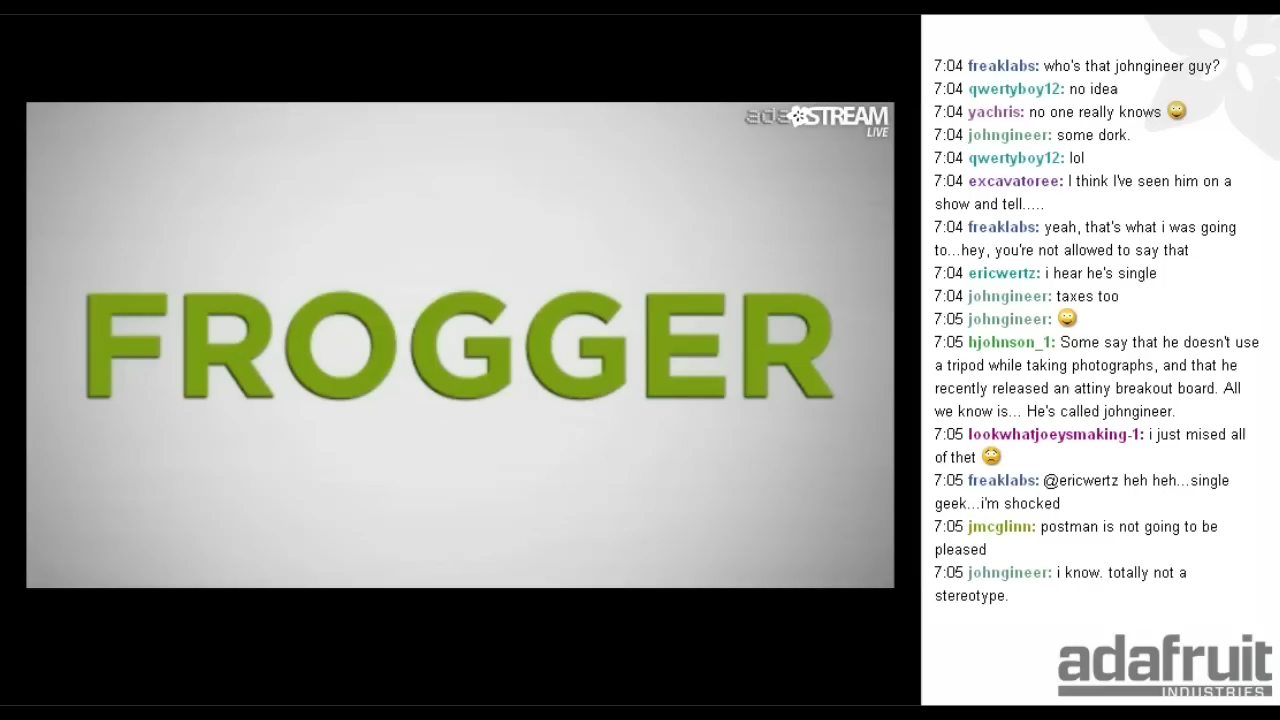 USTREAM
LIVE
FROGGER
7:04 freaklabs: who's that johngineer guy?
7:04 qwertyboy12: no idea
7:04 yachris: no one really knows
7:04 johngineer: some dork.
7:04 qwertyboy12: lol
7:04 excavatoree: I think I've seen him on a
show and tell.....
7:04 freaklabs: yeah, that's what i was going
to...hey, you're not allowed to say that
7:04 ericwertz: i hear he's single
7:04 johngineer: taxes too
7:05 johngineer:
7:05 hjohnson_1: Some say that he doesn't use
a tripod while taking photographs, and that he
recently released an attiny breakout board. All
we know is... He's called johngineer.
7:05 lookwhatjoeysmaking-1: i just mised all
of thet
7:05 freaklabs: @ericwertz heh heh...single
geek...i'm shocked
7:05 jmcglinn: postman is not going to be
pleased
7:05 johngineer: i know. totally not a
stereotype.
adafruit
INDUSTRIES